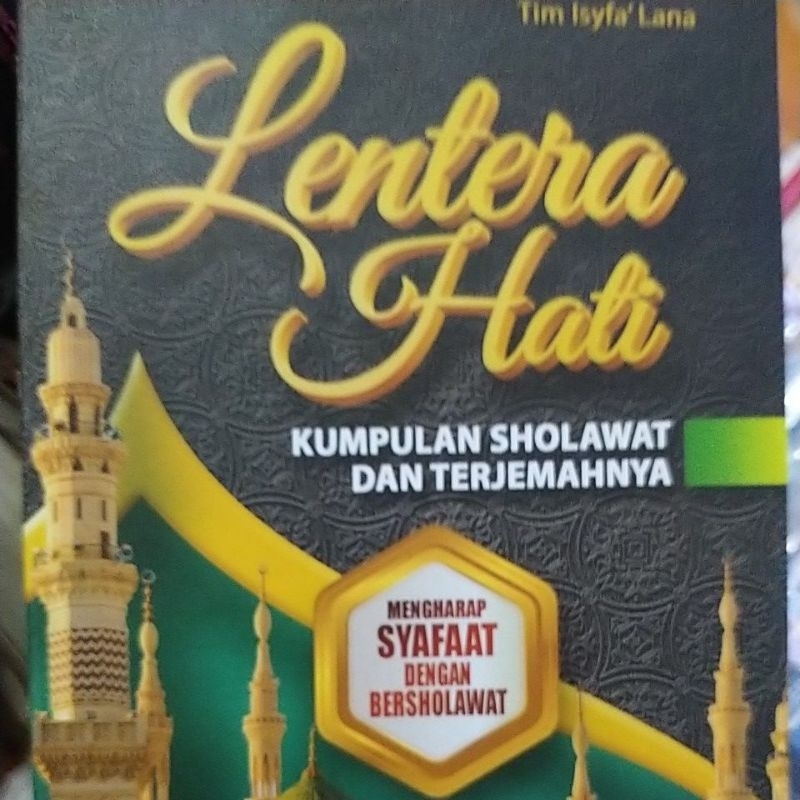 Tim Isyfa' Lana
Lentera
Hati
KUMPULAN SHOLAWAT
DAN TERJEMAHNYA
MENGHARAP
SYAFAAT
DENGAN
BERSHOLAWAT